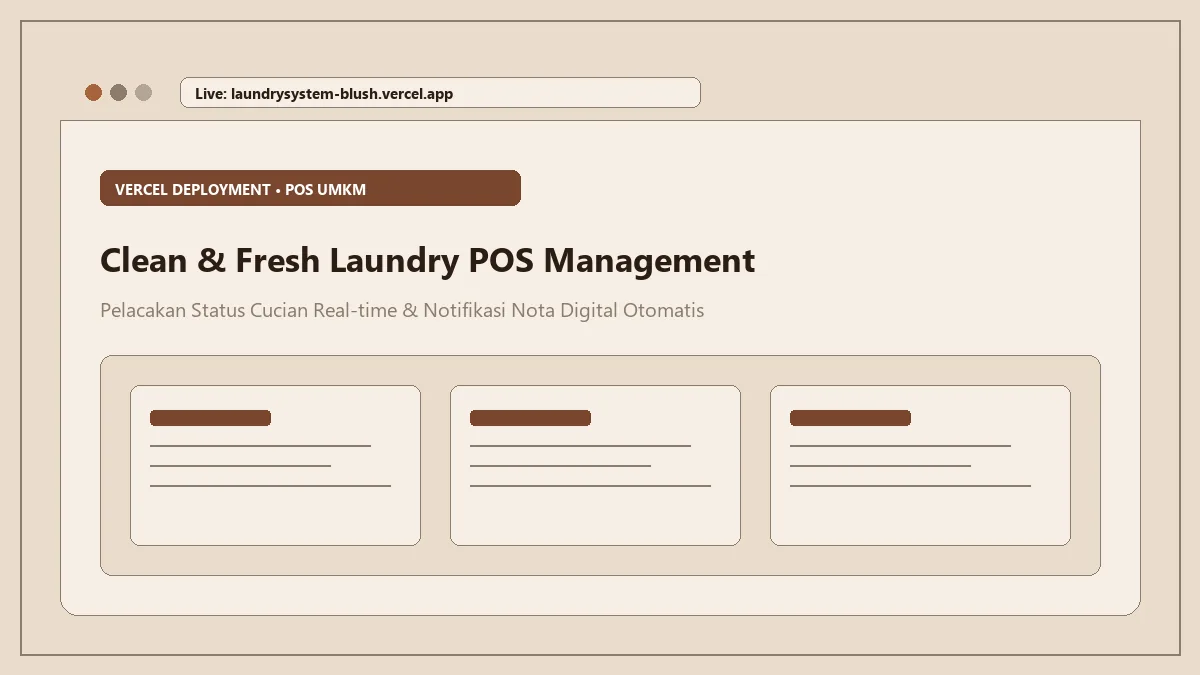 Live: laundrysystem-blush.vercel.app
VERCEL DEPLOYMENT • POS UMKM
Clean & Fresh Laundry POS Management
Pelacakan Status Cucian Real-time & Notifikasi Nota Digital Otomatis